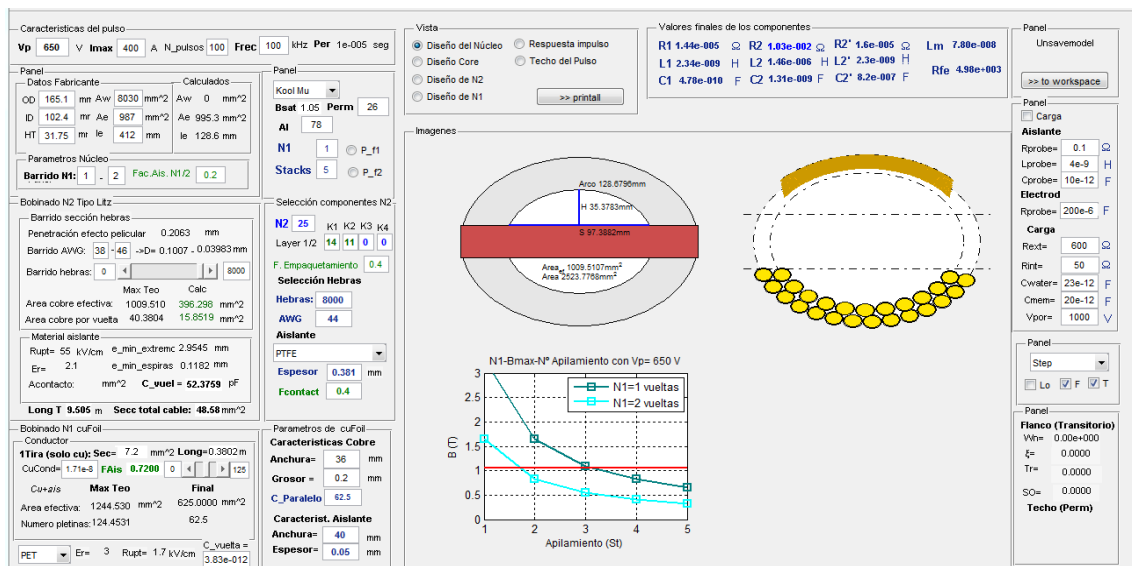 Caracteristicas del pulso
Vp 650 V Imax 400 A N_pulsos 100 Frec 100 kHz Per 1e-005 seg
Panel
Datos Fabricante
Calculados
OD 165.1 mr Aw 8030 mm^2 Aw 0 mm^2
ID 102.4 mr Ae 987 mm^2 Ae 995.3 mm^2
HT 31.75 mr le 412 mm le 128.6 mm
Parametros Núcleo
Barrido N1: 1 - 2 Fac.Ais. N1/2 0.2
Panel
Kool Mu
Bsat 1.05 Perm 26
Al 78
N1 1 P_f1
Stacks 5 P_f2
Bobinado N2 Tipo Litz
Barrido sección hebras
Penetración efecto pelicular 0.2063 mm
Barrido AWG: 38 - 46 ->D= 0.1007 - 0.03983 mm
Barrido hebras: 0 8000
Max Teo Calc
Area cobre efectiva: 1009.510 396.298 mm^2
Area cobre por vuelta 40.3804 15.8519 mm^2
Material aislante
Rupt= 55 kV/cm e_min_extremo 2.9545 mm
Er= 2.1 e_min_espiras 0.1182 mm
Acontacto: mm^2 C_vuel = 52.3759 pF
Long T 9.505 m Secc total cable: 48.58 mm^2
Selección componentes N2
N2 25 K1 K2 K3 K4
Layer 1/2 14 11 0 0
F. Empaquetamiento 0.4
Selección Hebras
Hebras: 8000
AWG 44
Aislante
PTFE
Espesor 0.381 mm
Fcontact 0.4
Bobinado N1 cuFoil
Conductor
1Tira (solo cu): Sec= 7.2 mm^2 Long= 0.3802 m
CuCond= 1.71e-8 FAis 0.7200 0 125
Cu+ais Max Teo Final
Area efectiva: 1244.530 mm^2 625.0000 mm^2
Numero pletinas: 124.4531 62.5
PET Er= 3 Rupt= 1.7 kV/cm C_vuelta = 3.83e-012
Parametros de cuFoil
Características Cobre
Anchura= 36 mm
Grosor = 0.2 mm
C_Paralelo 62.5
Caracterist. Aislante
Anchura= 40 mm
Espesor= 0.05 mm
Vista
Diseño del Núcleo Respuesta impulso
Diseño Core Techo del Pulso
Diseño de N2
Diseño de N1 >> printall
Valores finales de los componentes
R1 1.44e-005 Ω R2 1.03e-002 Ω R2' 1.6e-005 Ω Lm 7.80e-008
L1 2.34e-009 H L2 1.46e-006 H L2' 2.3e-009 H
Rfe 4.98e+003
C1 4.78e-010 F C2 1.31e-009 F C2' 8.2e-007 F
Imagenes
Arco 128.6796mm
H 35.3783mm
S 97.3882mm
Area 1009.5107mm²
Area 2523.7768mm²
N1-Bmax-Nº Apilamiento con Vp= 650 V
N1=1 vueltas
N1=2 vueltas
B (T)
3
2.5
2
1.5
1
0.5
0
1 2 3 4 5
Apilamiento (St)
Panel
Unsavemodel
>> to workspace
Panel
Carga
Aislante
Rprobe= 0.1 Ω
Lprobe= 4e-9 H
Cprobe= 10e-12 F
Electrod
Rprobe= 200e-6 F
Carga
Rext= 600 Ω
Rint= 50 Ω
Cwater= 23e-12 F
Cmem= 20e-12 F
Vpor= 1000 V
Panel
Step
Lo F T
Panel
Flanco (Transitorio)
Wn= 0.00e+000
ξ= 0.0000
Tr= 0.0000
SO= 0.0000
Techo (Perm)